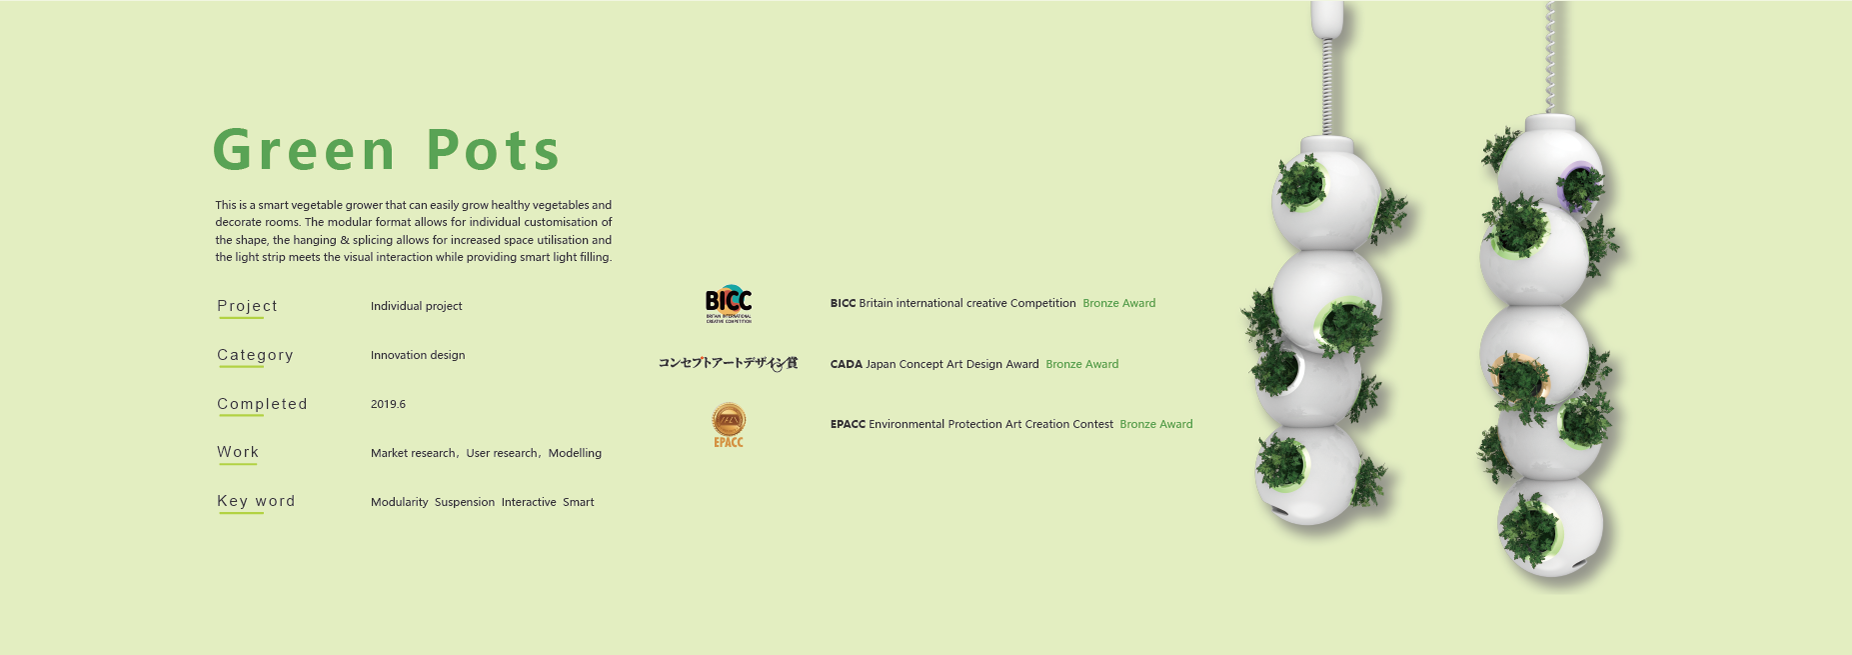 Green Pots
This is a smart vegetable grower that can easily grow healthy vegetables and
decorate rooms. The modular format allows for individual customisation of
the shape, the hanging & splicing allows for increased space utilisation and
the light strip meets the visual interaction while providing smart light filling.
Project Individual project
Category Innovation design
Completed 2019.6
Work Market research, User research, Modelling
Key word Modularity Suspension Interactive Smart
BICC
BRITAIN INTERNATIONAL
CREATIVE COMPETITION
BICC Britain international creative Competition Bronze Award
コンセプトアートデザイン賞
CADA Japan Concept Art Design Award Bronze Award
EPACC
EPACC Environmental Protection Art Creation Contest Bronze Award